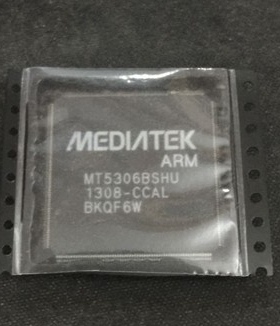 MEDIATEK
ARM
MT5306BSHU
1308-CCAL
BKQF6W